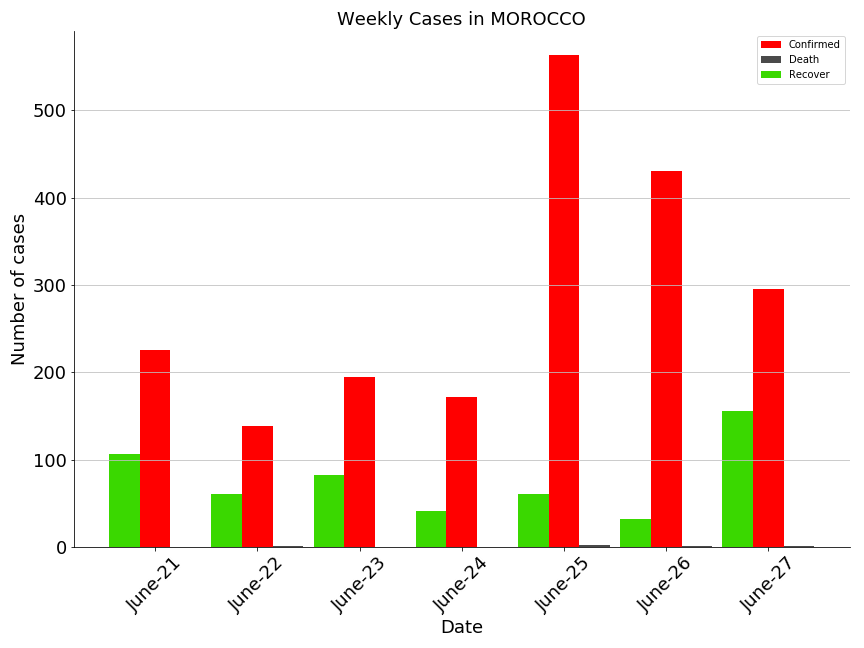 Weekly Cases in MOROCCO
Confirmed
Death
Recover
Number of cases
500
400
300
200
100
0
June-21
June-22
June-23
June-24
June-25
June-26
June-27
Date